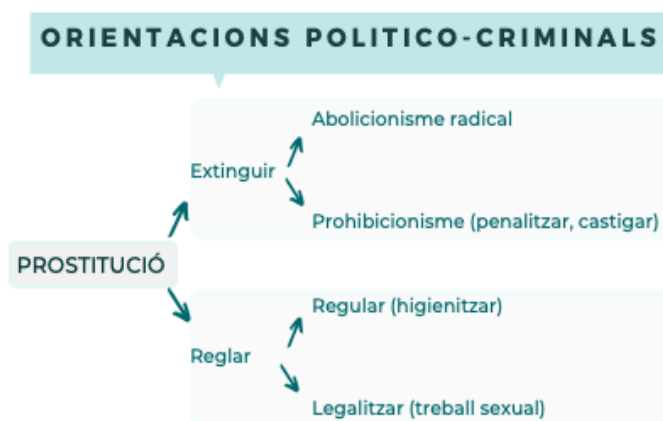 ORIENTACIONS POLITICO-CRIMINALS
Abolicionisme radical
Extinguir
Prohibicionisme (penalitzar, castigar)
PROSTITUCIÓ
Regular (higienitzar)
Reglar
Legalitzar (treball sexual)